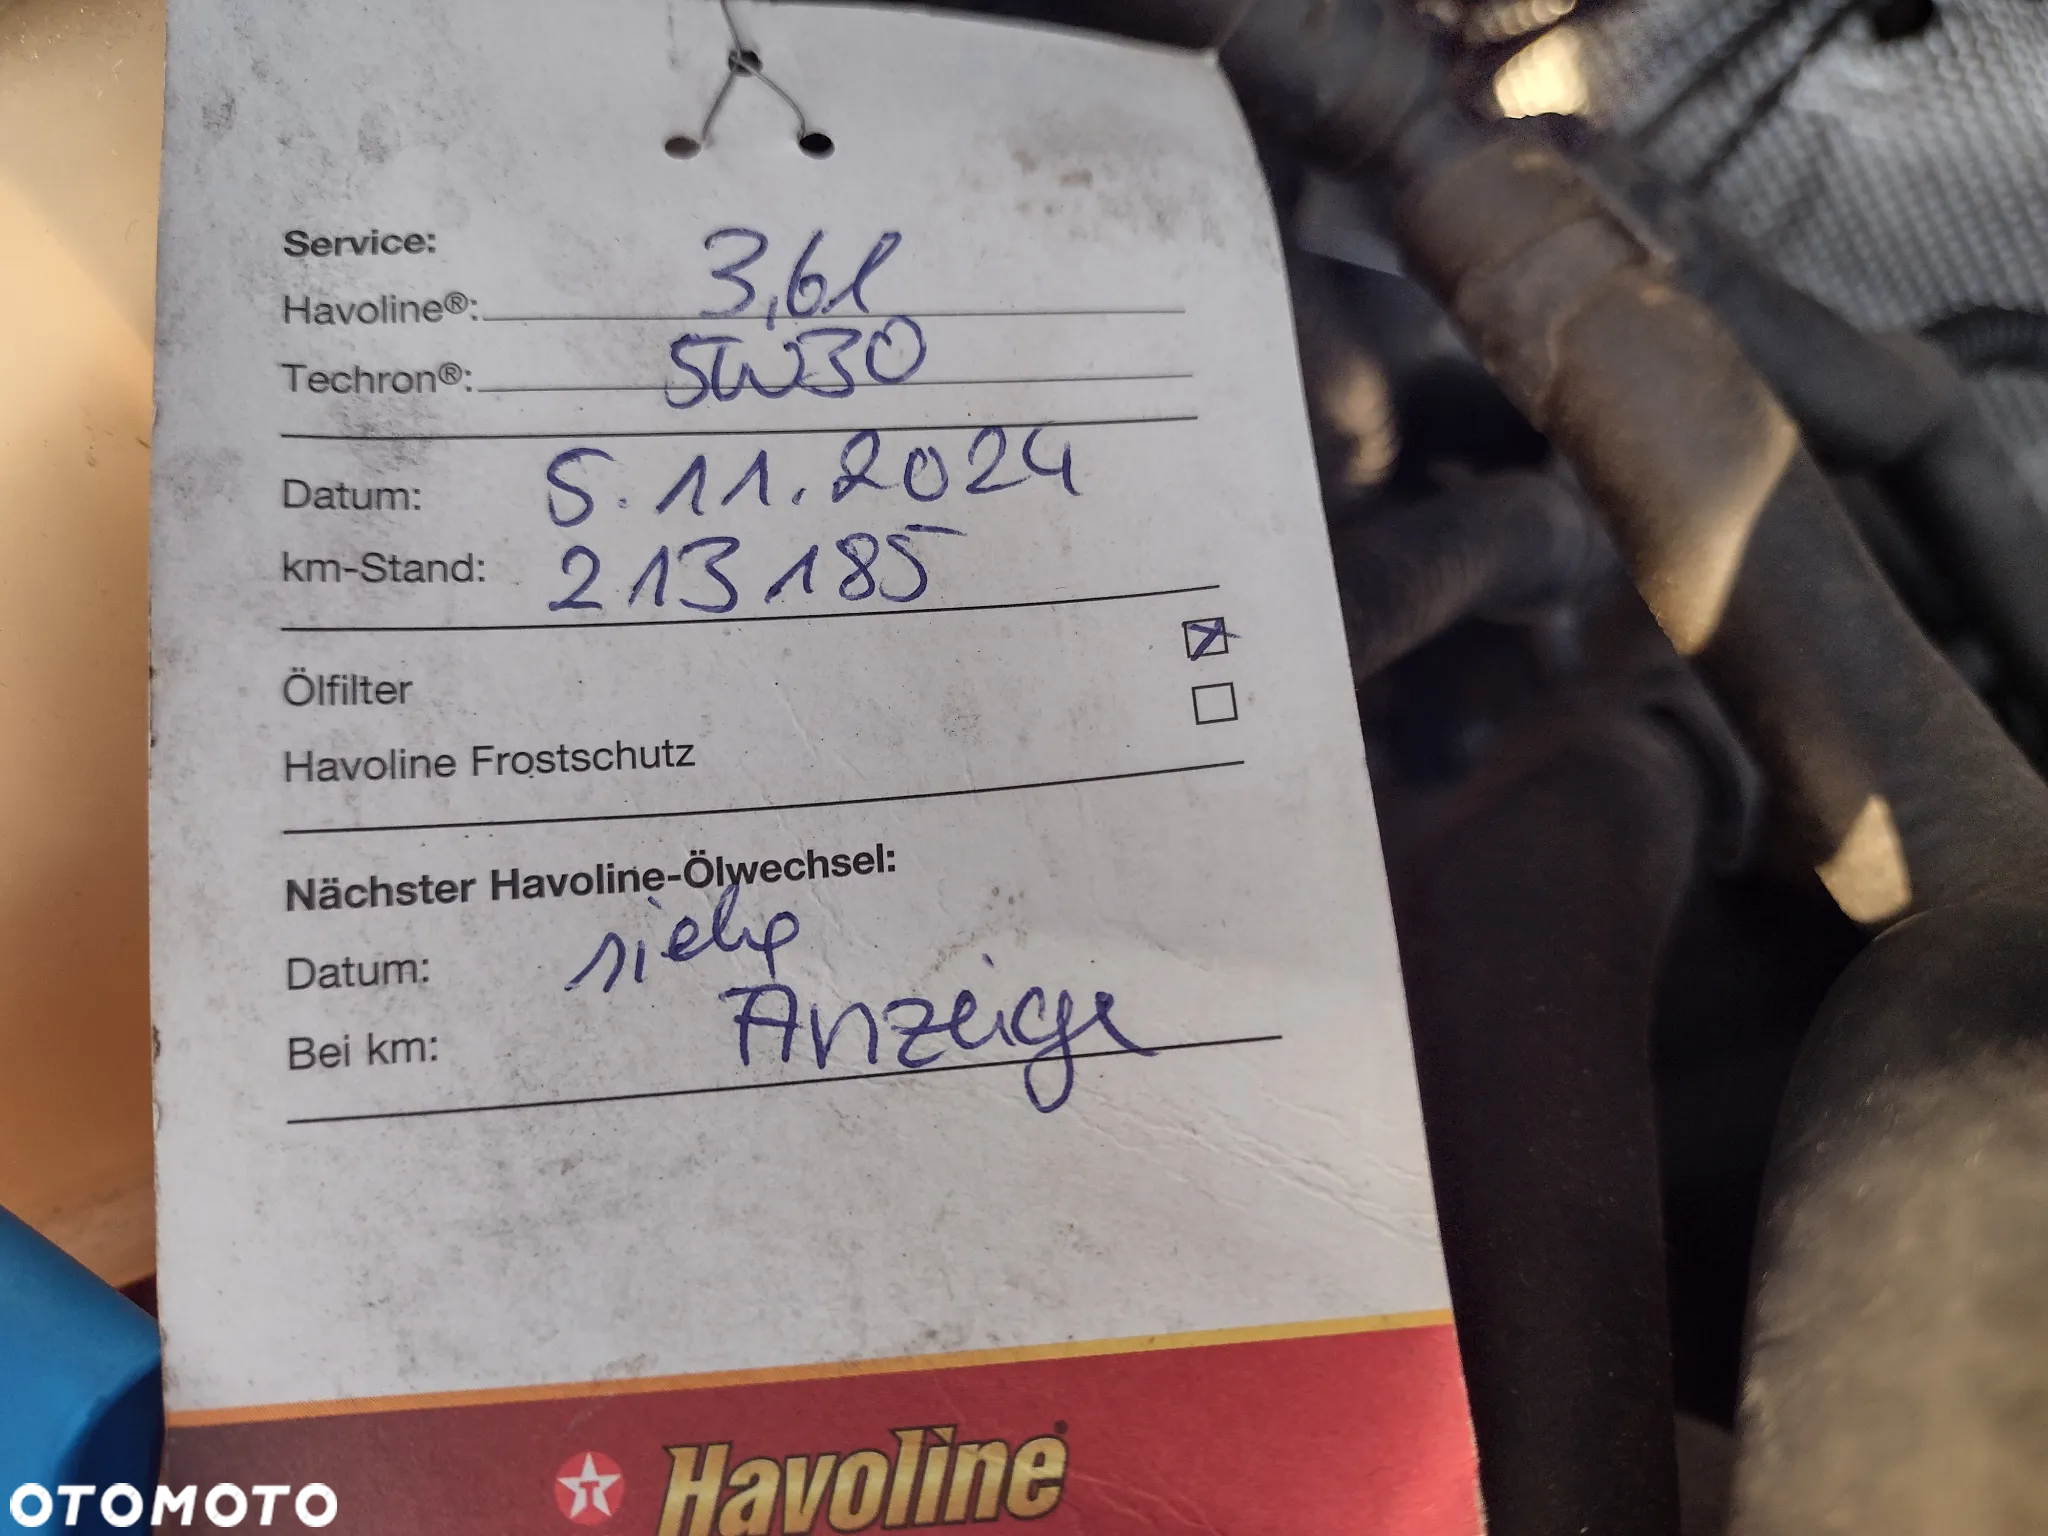 Service:
Havoline®: 3,6l
Techron®: 5W30
Datum: 5.11.2024
km-Stand: 213185
Ölfilter
Havoline Frostschutz
Nächster Havoline-Ölwechsel:
Datum: siehe
Bei km: Anzeige
Havoline
OTOMOTO